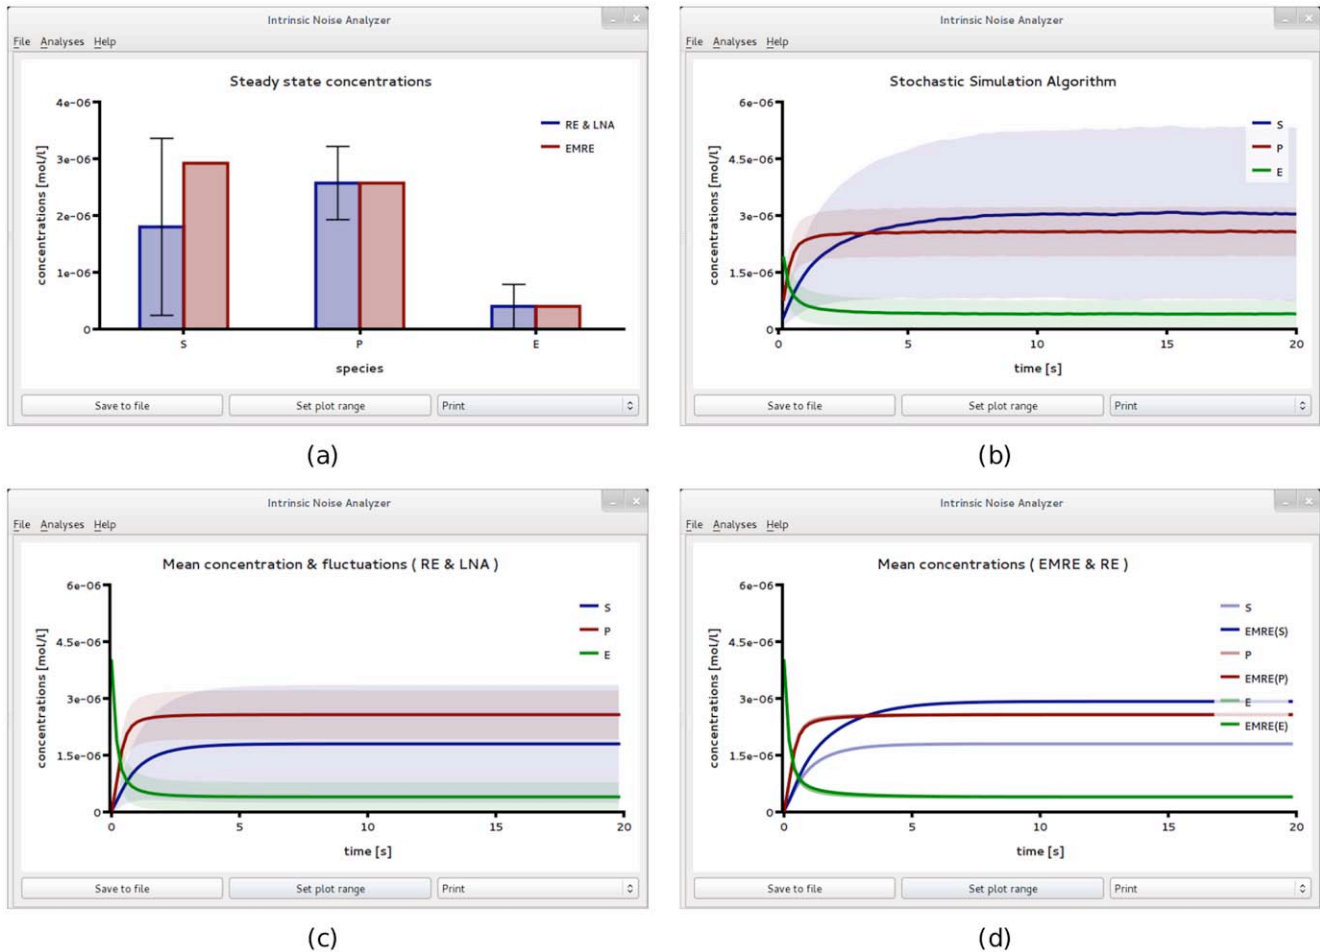 Intrinsic Noise Analyzer
File Analyses Help
Steady state concentrations
4e-06
3e-06
2e-06
1e-06
0
concentrations [mol/l]
RE & LNA
EMRE
S P E
species
Save to file Set plot range Print
(a)
Intrinsic Noise Analyzer
File Analyses Help
Stochastic Simulation Algorithm
6e-06
4.5e-06
3e-06
1.5e-06
0
concentrations [mol/l]
S
P
E
0 5 10 15 20
time [s]
Save to file Set plot range Print
(b)
Intrinsic Noise Analyzer
File Analyses Help
Mean concentration & fluctuations ( RE & LNA )
6e-06
4.5e-06
3e-06
1.5e-06
0
concentrations [mol/l]
S
P
E
0 5 10 15 20
time [s]
Save to file Set plot range Print
(c)
Intrinsic Noise Analyzer
File Analyses Help
Mean concentrations ( EMRE & RE )
6e-06
4.5e-06
3e-06
1.5e-06
0
concentrations [mol/l]
S
EMRE(S)
P
EMRE(P)
E
EMRE(E)
0 5 10 15 20
time [s]
Save to file Set plot range Print
(d)